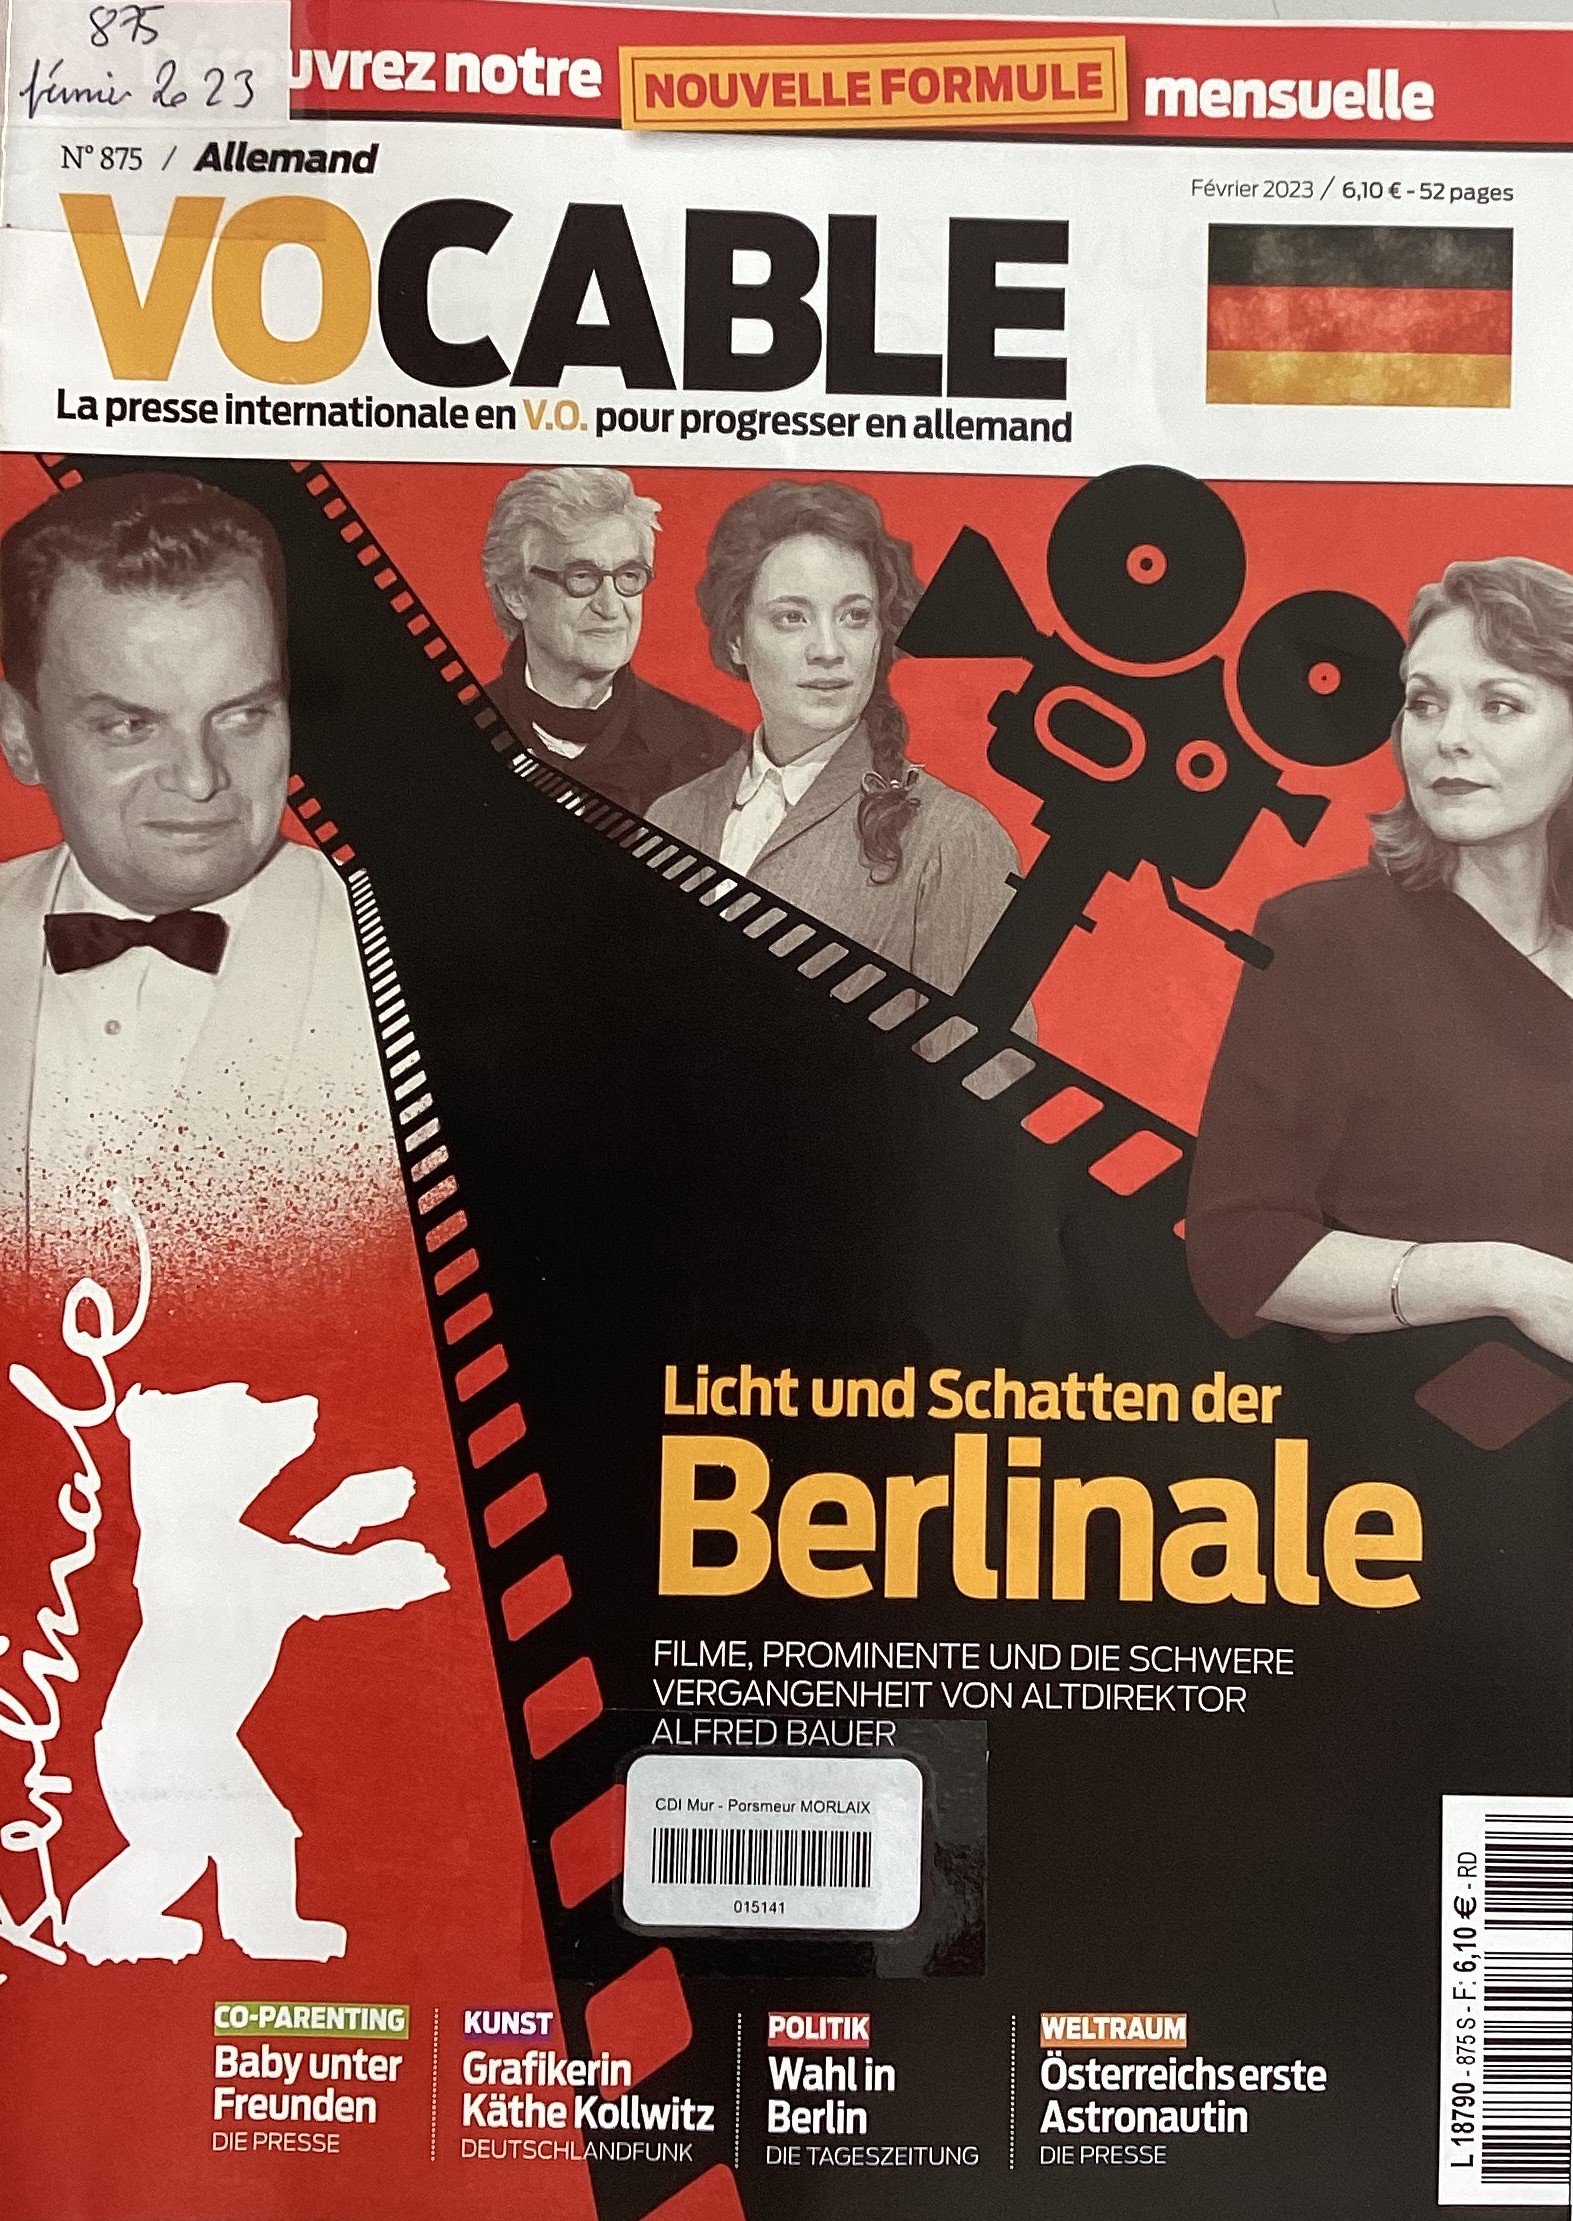 875
février 2023
uvrez notre NOUVELLE FORMULE mensuelle
N° 875 / Allemand
Février 2023 / 6,10 € - 52 pages
VOCABLE
La presse internationale en V.O. pour progresser en allemand
Berlinale
Licht und Schatten der
Berlinale
FILME, PROMINENTE UND DIE SCHWERE
VERGANGENHEIT VON ALTDIREKTOR
ALFRED BAUER
CDI Mur - Porsmeur MORLAIX
015141
CO-PARENTING
Baby unter
Freunden
DIE PRESSE
KUNST
Grafikerin
Käthe Kollwitz
DEUTSCHLANDFUNK
POLITIK
Wahl in
Berlin
DIE TAGESZEITUNG
WELTRAUM
Österreichs erste
Astronautin
DIE PRESSE
L 18790 - 875 S - F: 6,10 € - RD